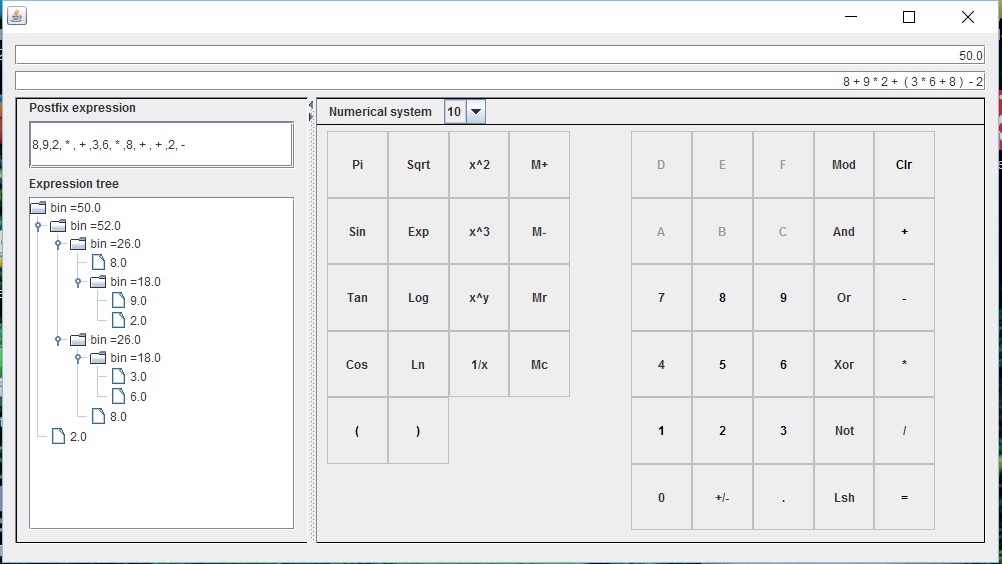 50.0
8 + 9 * 2 + ( 3 * 6 + 8 ) - 2
Postfix expression
8,9,2, * , + ,3,6, * ,8, + , + ,2, -
Expression tree
bin =50.0
bin =52.0
bin =26.0
8.0
bin =18.0
9.0
2.0
bin =26.0
bin =18.0
3.0
6.0
8.0
2.0
Numerical system 10
Pi Sqrt x^2 M+ D E F Mod Clr
Sin Exp x^3 M- A B C And +
Tan Log x^y Mr 7 8 9 Or -
Cos Ln 1/x Mc 4 5 6 Xor *
( ) 1 2 3 Not /
0 +/- . Lsh =